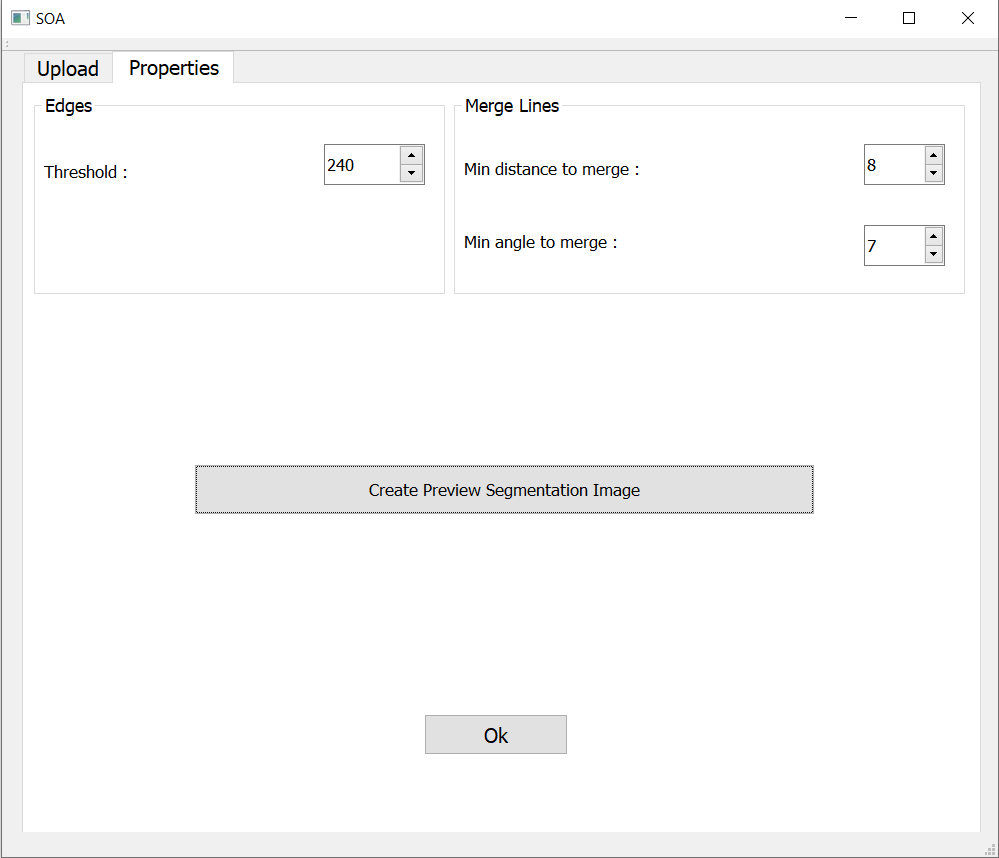 SOA
Upload Properties
Edges
Threshold :
240
Merge Lines
Min distance to merge :
8
Min angle to merge :
7
Create Preview Segmentation Image
Ok